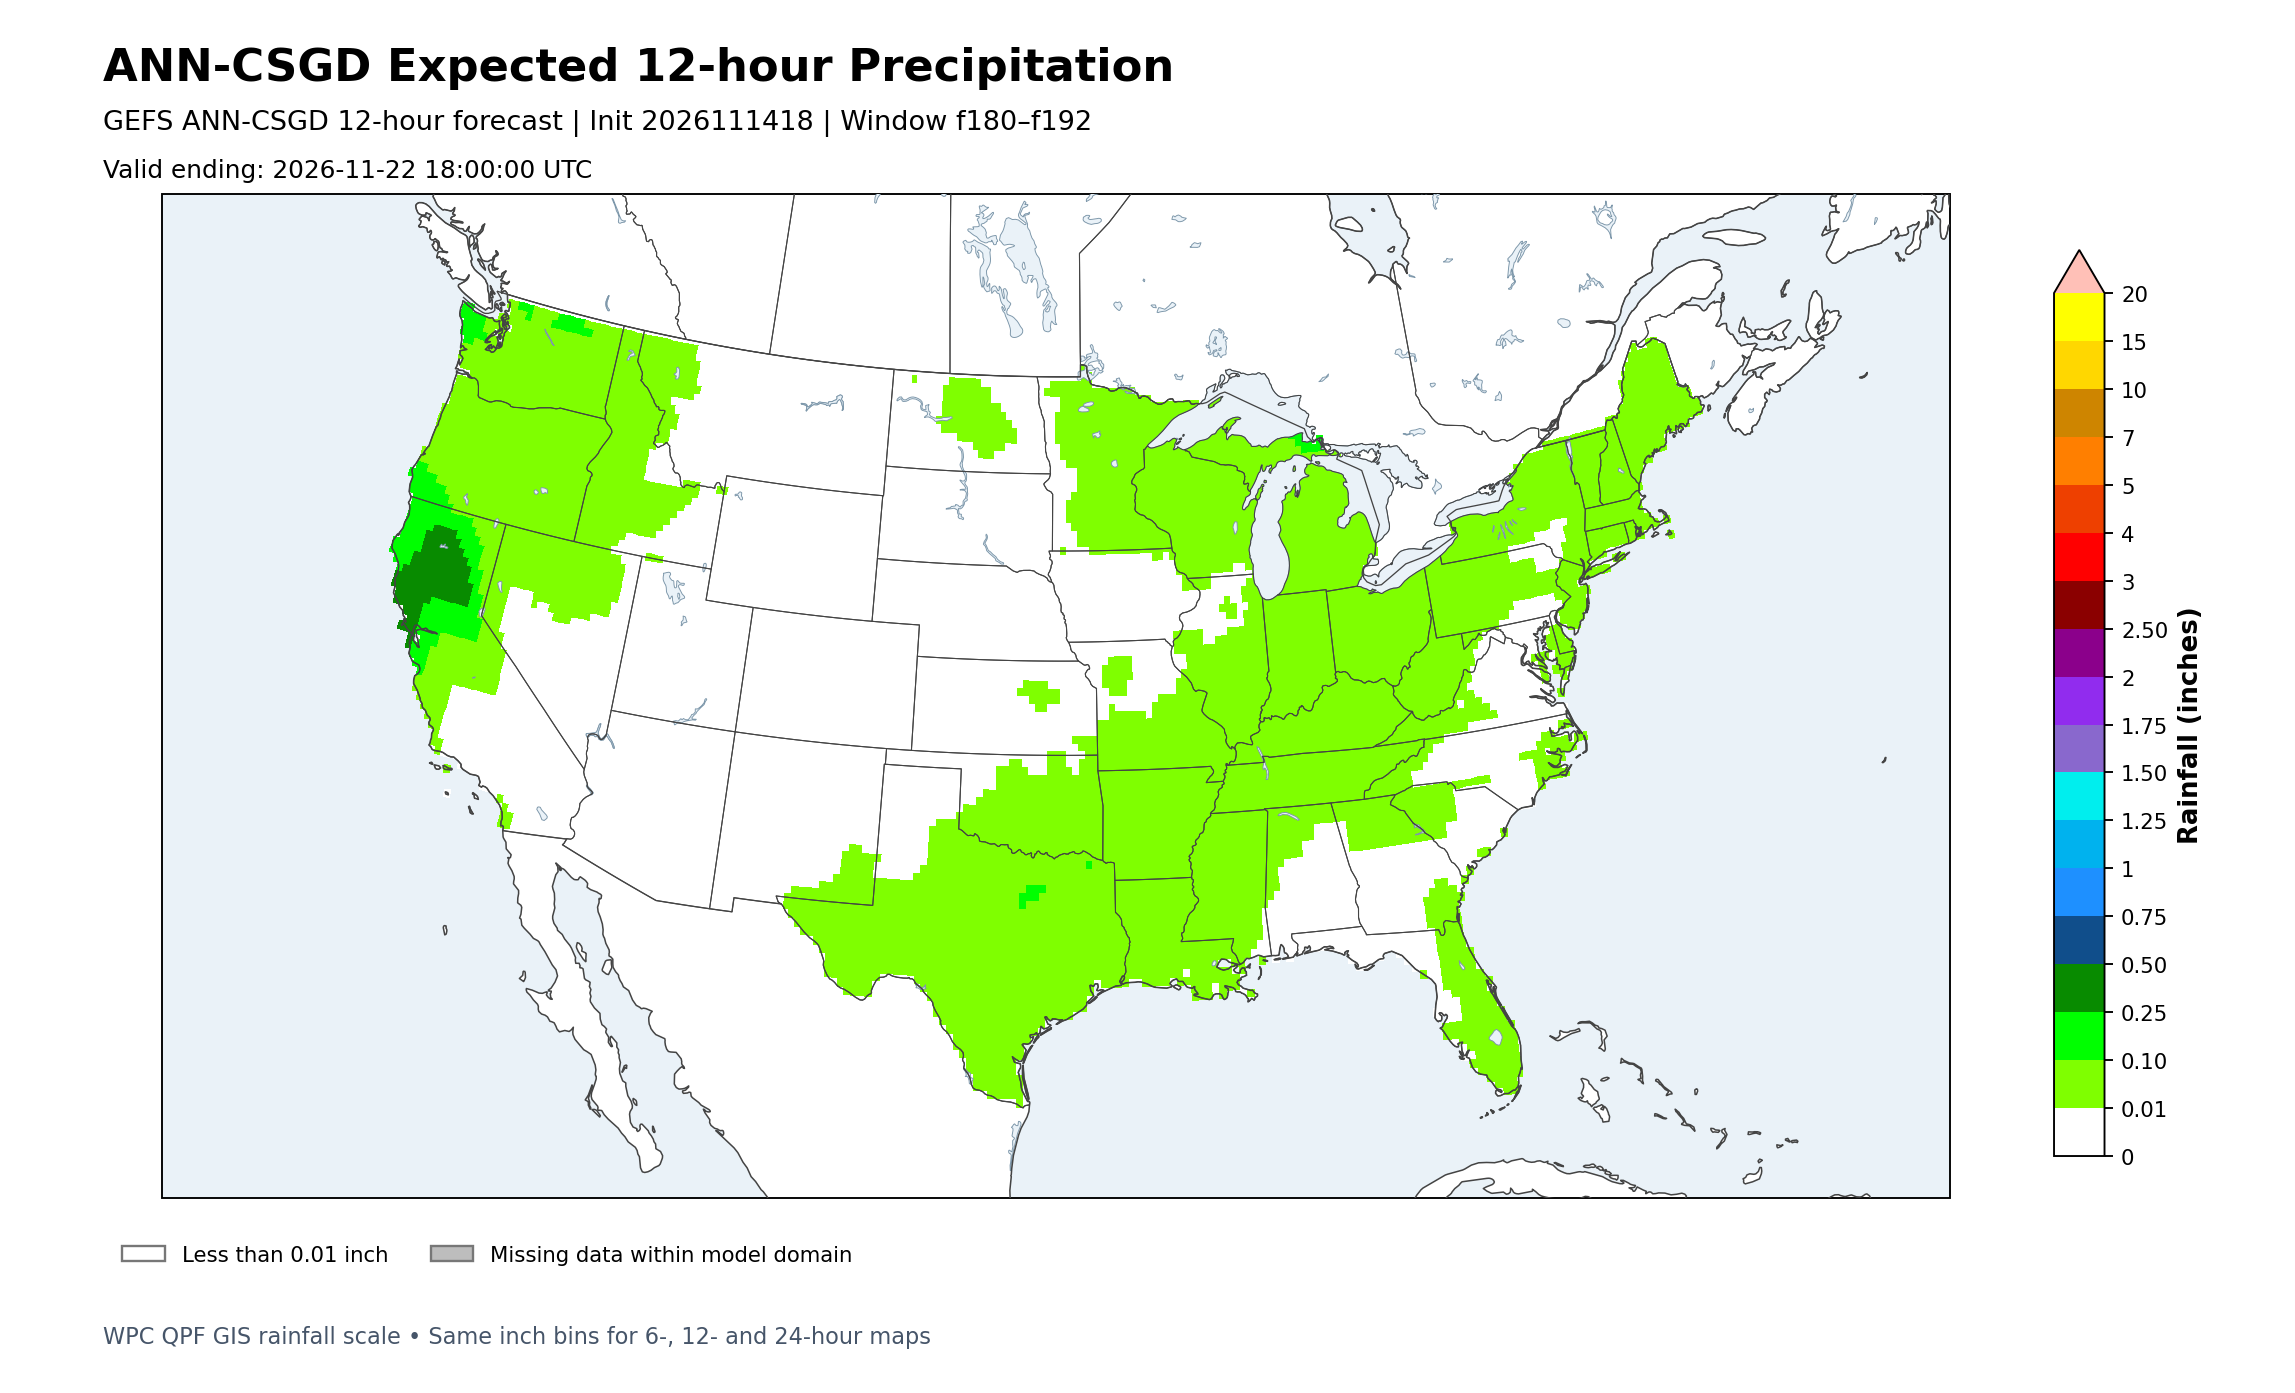 ANN-CSGD Expected 12-hour Precipitation
GEFS ANN-CSGD 12-hour forecast | Init 2026111418 | Window f180–f192
Valid ending: 2026-11-22 18:00:00 UTC
20
15
10
7
5
4
3
2.50
2
1.75
1.50
1.25
1
0.75
0.50
0.25
0.10
0.01
0
Rainfall (inches)
Less than 0.01 inch
Missing data within model domain
WPC QPF GIS rainfall scale • Same inch bins for 6-, 12- and 24-hour maps